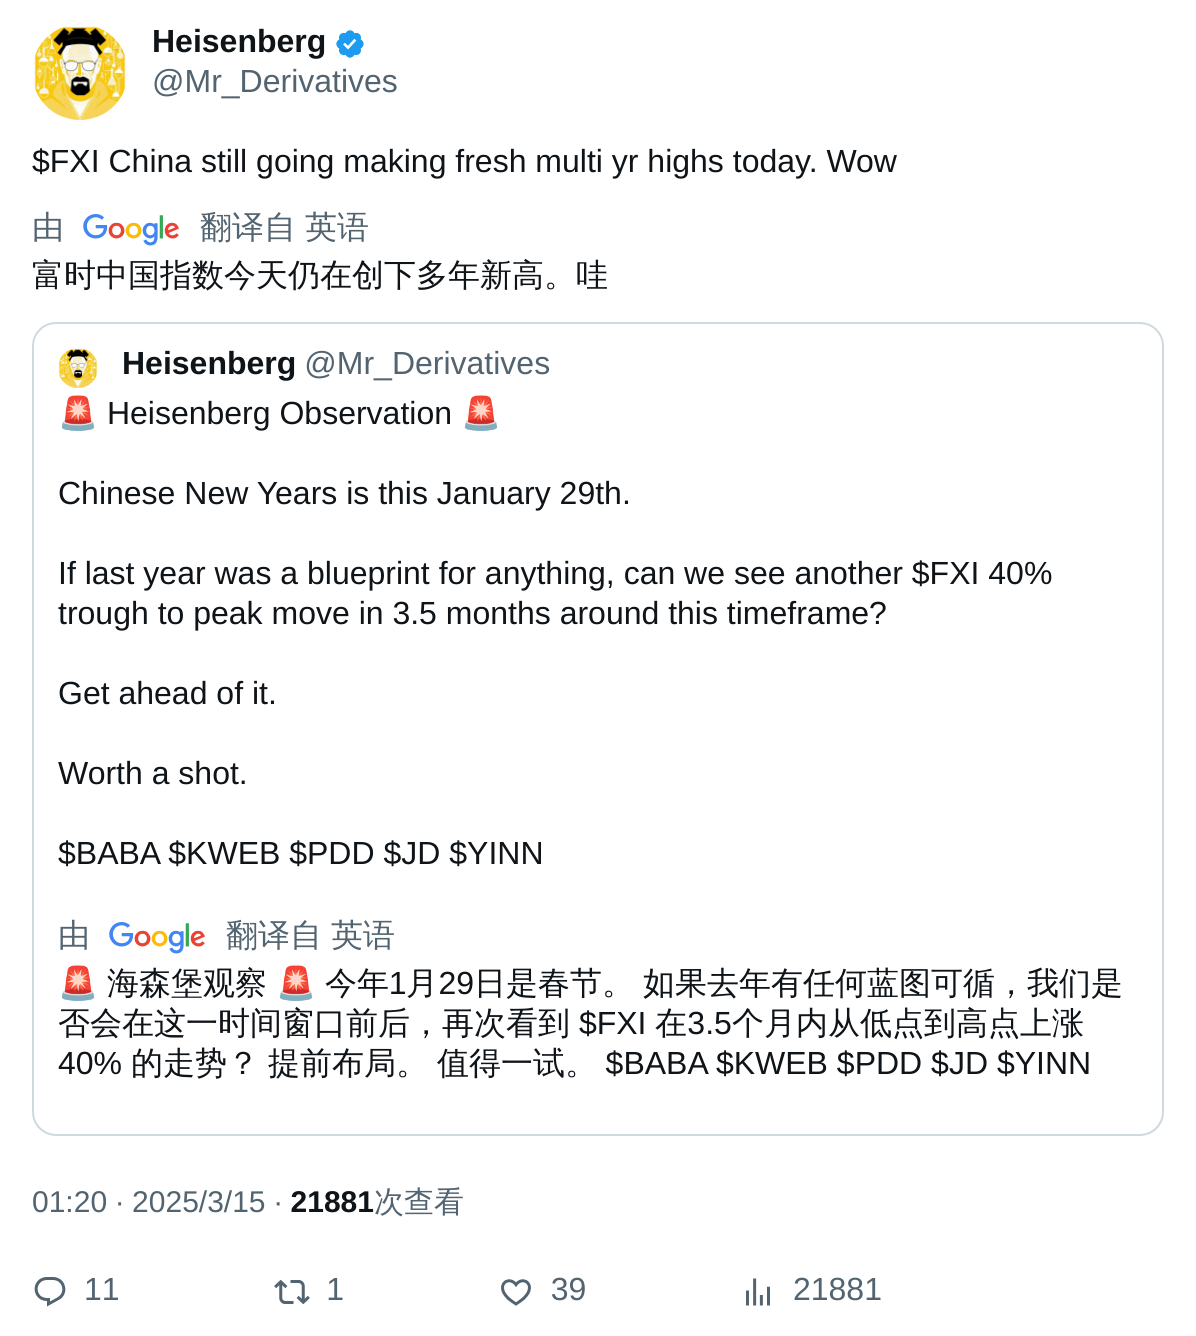 Heisenberg
@Mr_Derivatives
$FXI China still going making fresh multi yr highs today. Wow
由 Google 翻译自 英语
富时中国指数今天仍在创下多年新高。哇
Heisenberg @Mr_Derivatives
🚨 Heisenberg Observation 🚨
Chinese New Years is this January 29th.
If last year was a blueprint for anything, can we see another $FXI 40%
trough to peak move in 3.5 months around this timeframe?
Get ahead of it.
Worth a shot.
$BABA $KWEB $PDD $JD $YINN
由 Google 翻译自 英语
🚨 海森堡观察 🚨 今年1月29日是春节。 如果去年有任何蓝图可循，我们是
否会在这一时间窗口前后，再次看到 $FXI 在3.5个月内从低点到高点上涨
40% 的走势？ 提前布局。 值得一试。 $BABA $KWEB $PDD $JD $YINN
01:20 · 2025/3/15 · 21881次查看
11 1 39 21881